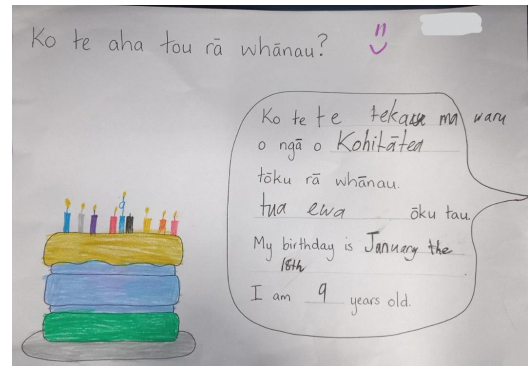 Ko te aha tou rā whānau?
9
Ko te te tekau ma waru
o ngā o Kohitātea
tōku rā whānau.
tua ewa ōku tau.
My birthday is January the
18th
I am 9 years old.